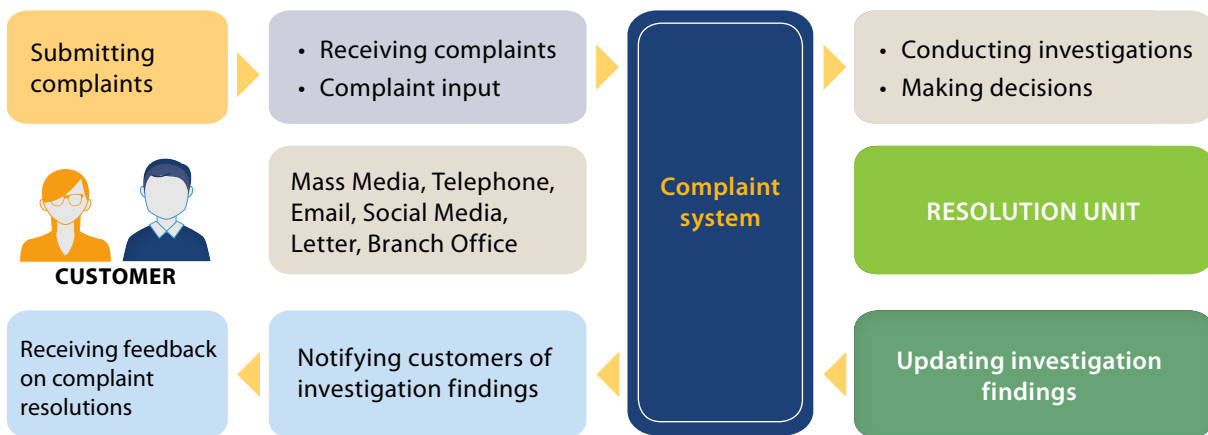 Submitting
complaints
• Receiving complaints
• Complaint input
• Conducting investigations
• Making decisions
CUSTOMER
Mass Media, Telephone,
Email, Social Media,
Letter, Branch Office
Complaint
system
RESOLUTION UNIT
Receiving feedback
on complaint
resolutions
Notifying customers of
investigation findings
Updating investigation
findings